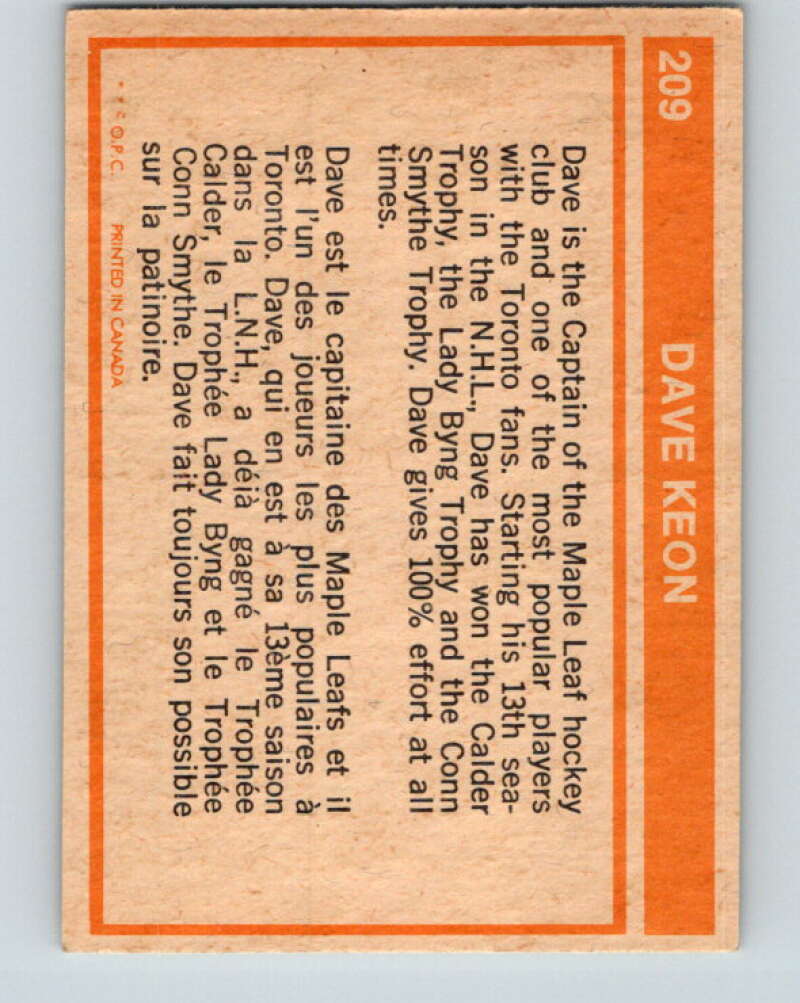 209
DAVE KEON
Dave is the Captain of the Maple Leaf hockey
club and one of the most popular players
with the Toronto fans. Starting his 13th sea-
son in the N.H.L., Dave has won the Calder
Trophy, the Lady Byng Trophy and the Conn
Smythe Trophy. Dave gives 100% effort at all
times.
Dave est le capitaine des Maple Leafs et il
est l'un des joueurs les plus populaires à
Toronto. Dave, qui en est à sa 13ème saison
dans la L.N.H., a déjà gagné le Trophée
Calder, le Trophée Lady Byng et le Trophée
Conn Smythe. Dave fait toujours son possible
sur la patinoire.
* * © O.P.C. PRINTED IN CANADA